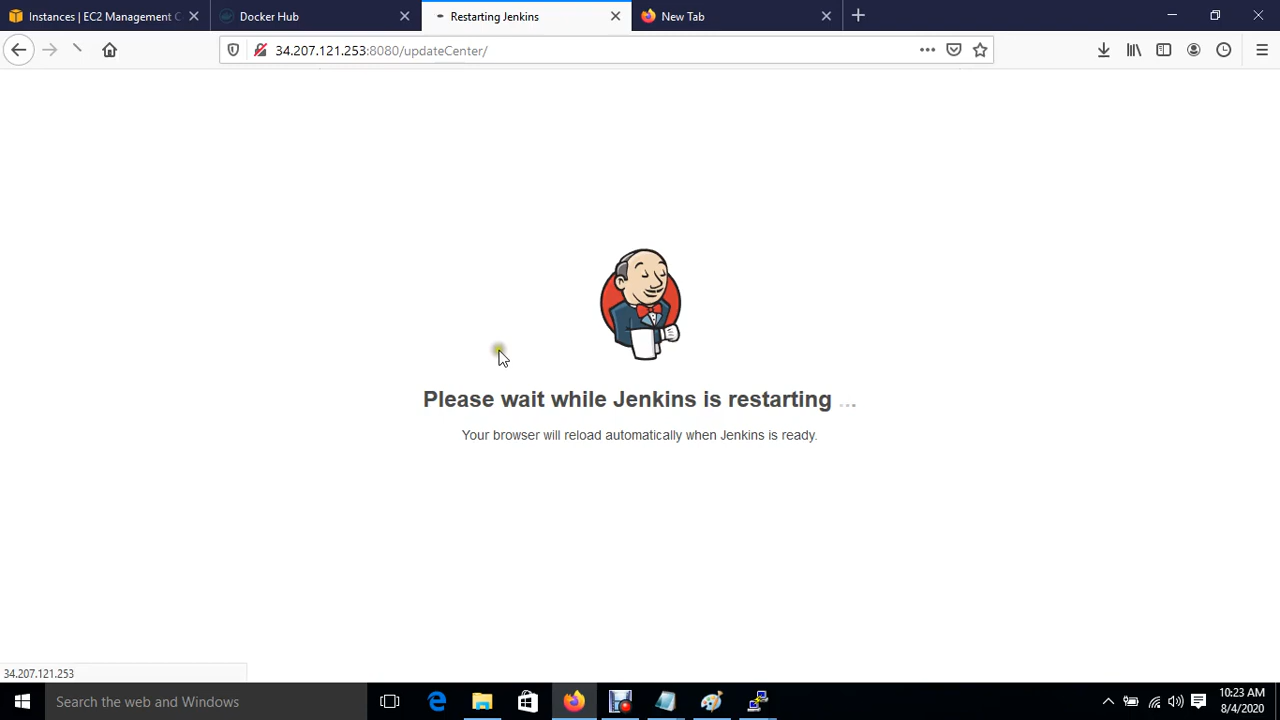 Instances | EC2 Management C
Docker Hub
Restarting Jenkins
New Tab
34.207.121.253:8080/updateCenter/
Please wait while Jenkins is restarting ...
Your browser will reload automatically when Jenkins is ready.
34.207.121.253
Search the web and Windows
10:23 AM
8/4/2020